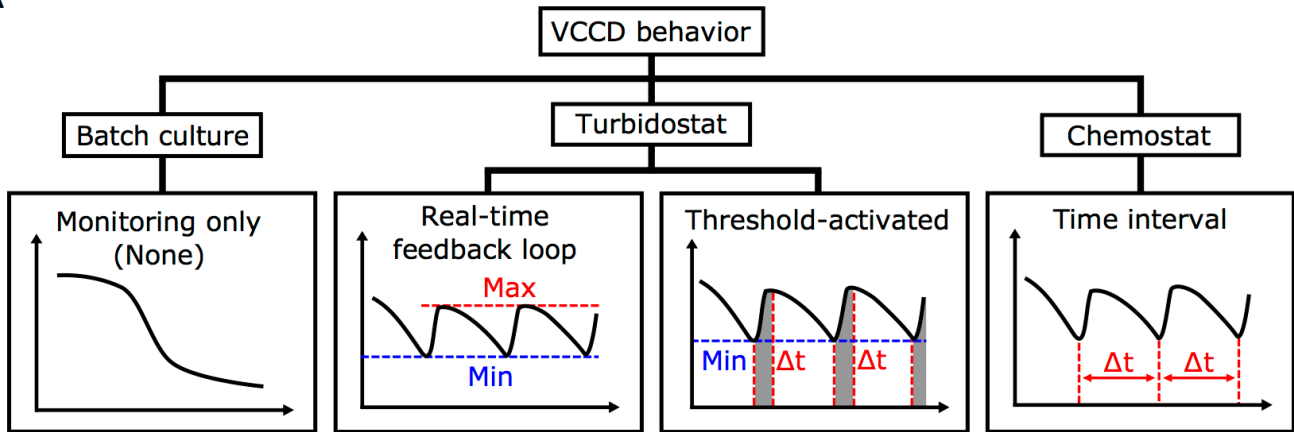 VCCD behavior
Batch culture
Turbidostat
Chemostat
Monitoring only
(None)
Real-time
feedback loop
Max
Min
Threshold-activated
Min
Δt
Δt
Time interval
Δt
Δt